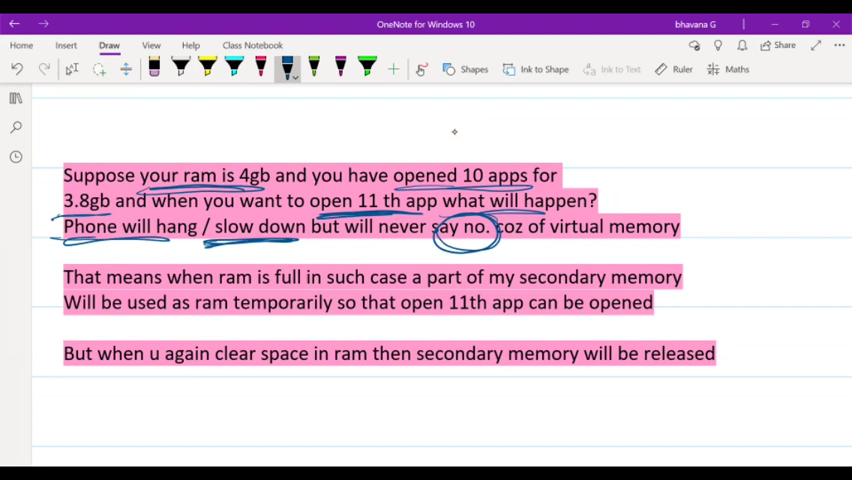 OneNote for Windows 10
bhavana G
Home Insert Draw View Help Class Notebook
Share
Shapes Ink to Shape Ink to Text Ruler Maths
Suppose your ram is 4gb and you have opened 10 apps for
3.8gb and when you want to open 11 th app what will happen?
Phone will hang / slow down but will never say no. coz of virtual memory
That means when ram is full in such case a part of my secondary memory
Will be used as ram temporarily so that open 11th app can be opened
But when u again clear space in ram then secondary memory will be released